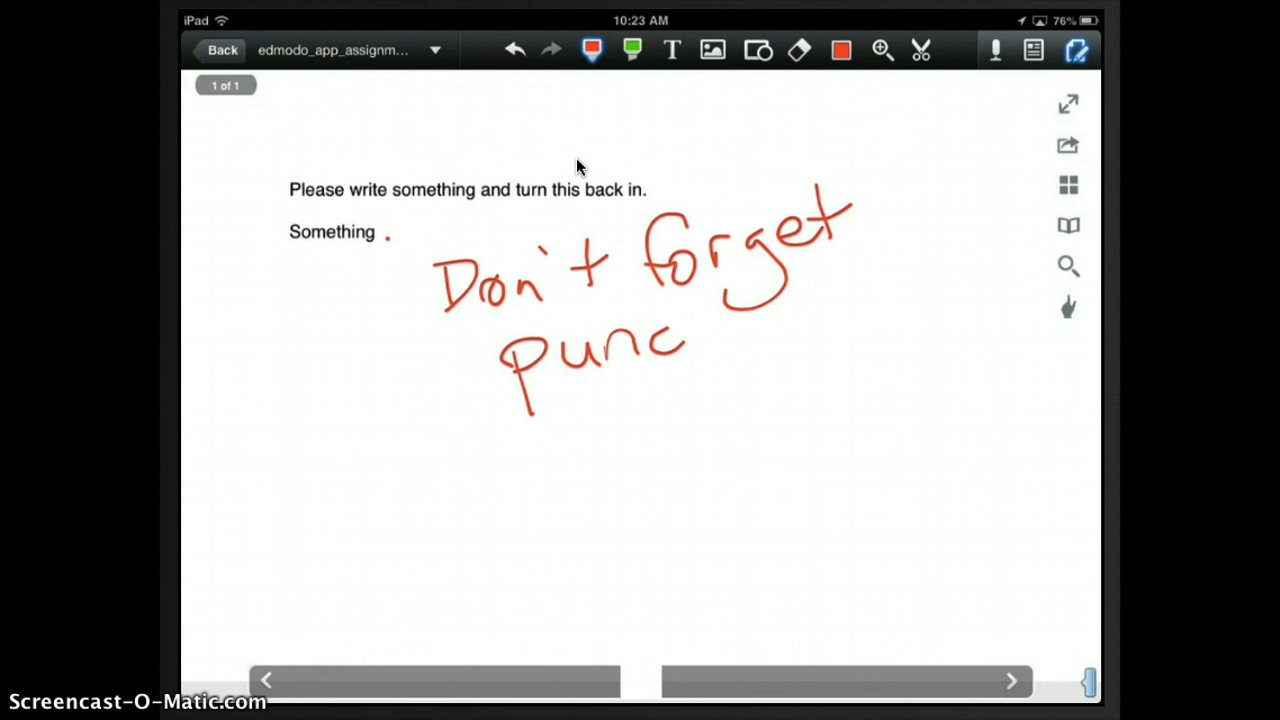 iPad 10:23 AM 76%
Back edmodo_app_assignm... T
1 of 1
Please write something and turn this back in.
Something .
Don't forget
punc
Screencast-O-Matic.com